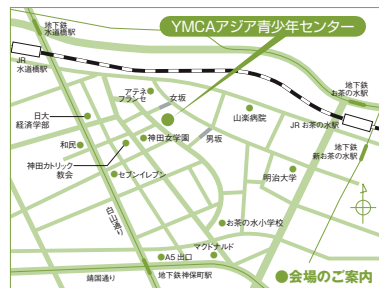 地下鉄
水道橋駅
YMCAアジア青少年センター
JR
水道橋駅
アテネ
フランセ
女坂
山楽病院
地下鉄
お茶の水駅
日大
経済学部
JR お茶の水駅
神田女学園
男坂
地下鉄
新お茶の水駅
和民
神田カトリック
教会
セブンイレブン
明治大学
白山通り
お茶の水小学校
マクドナルド
A5 出口
靖国通り
地下鉄神保町駅
●会場のご案内